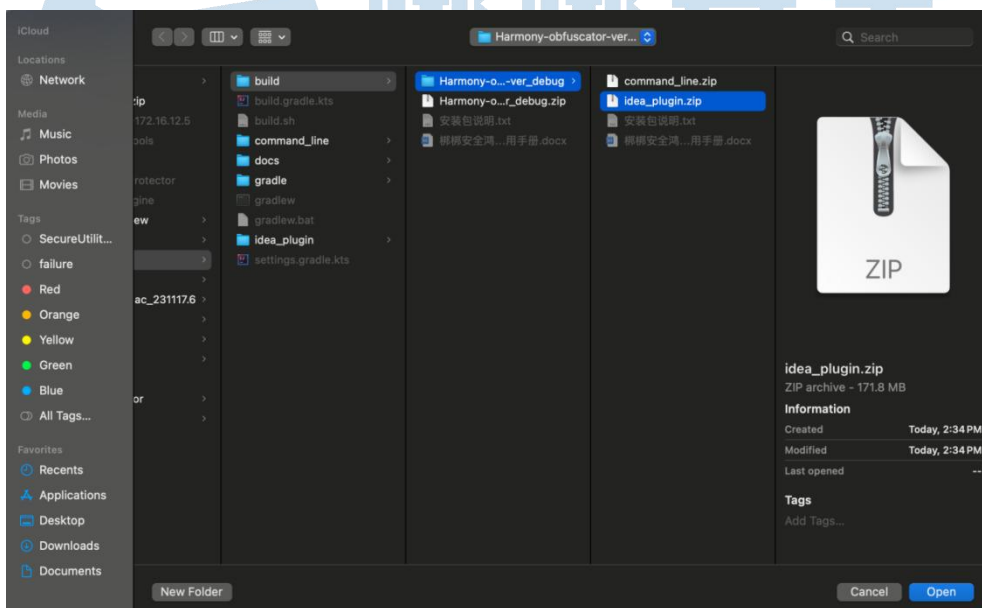 iCloud
Locations
Network
Media
Music
Photos
Movies
Tags
SecureUtilit...
failure
Red
Orange
Yellow
Green
Blue
All Tags...
Favorites
Recents
Applications
Desktop
Downloads
Documents
Harmony-obfuscator-ver...
Search
zip
172.16.12.5
ools
rotector
gine
ew
ac_231117.6
or
build
build.gradle.kts
build.sh
command_line
docs
gradle
gradlew
gradlew.bat
idea_plugin
settings.gradle.kts
Harmony-o...-ver_debug
Harmony-o...r_debug.zip
安装包说明.txt
梆梆安全鸿...用手册.docx
command_line.zip
idea_plugin.zip
安装包说明.txt
梆梆安全鸿...用手册.docx
ZIP
idea_plugin.zip
ZIP archive - 171.8 MB
Information
Created Today, 2:34 PM
Modified Today, 2:34 PM
Last opened --
Tags
Add Tags...
New Folder
Cancel
Open